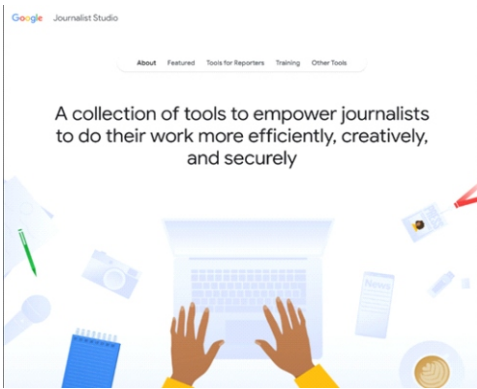 Google Journalist Studio
About Featured Tools for Reporters Training Other Tools
A collection of tools to empower journalists
to do their work more efficiently, creatively,
and securely
News